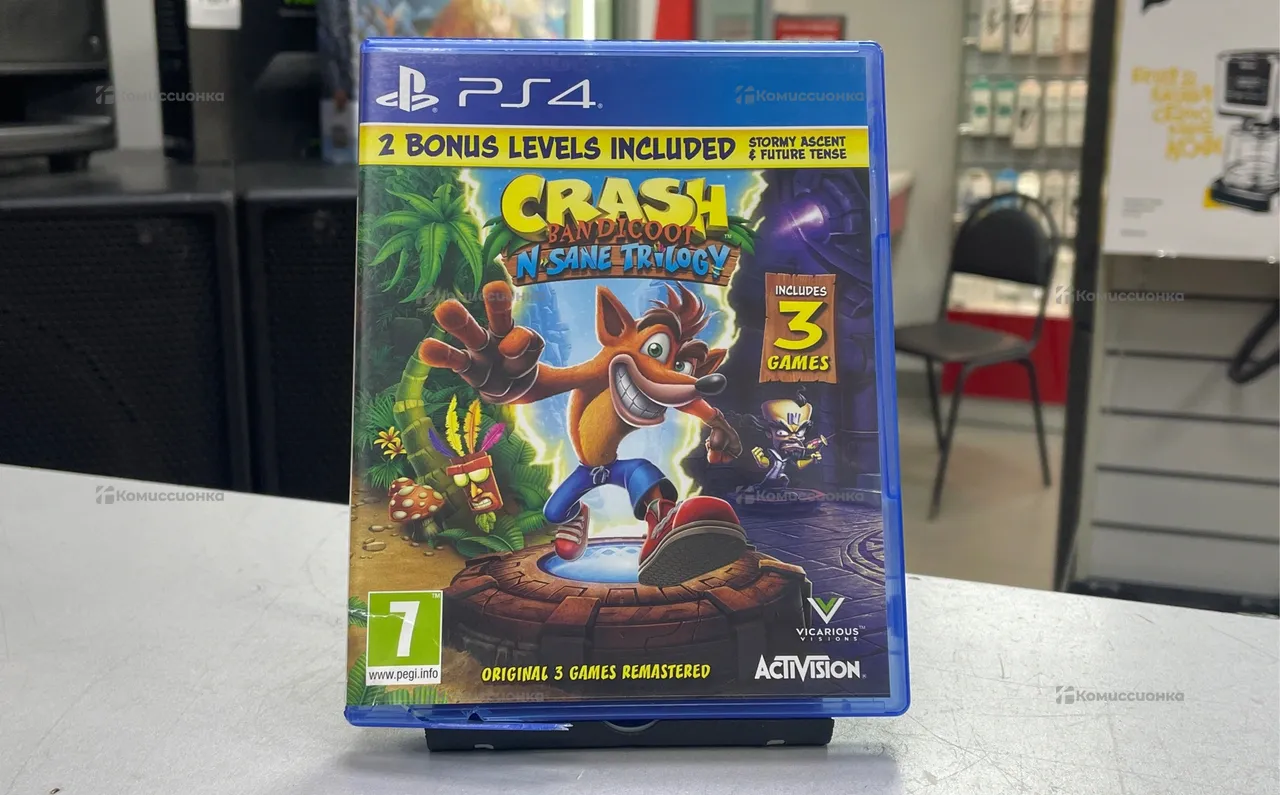 PS4
2 BONUS LEVELS INCLUDED
STORMY ASCENT
& FUTURE TENSE
CRASH
BANDICOOT
N. SANE TRILOGY
INCLUDES
3
GAMES
7
www.pegi.info
ORIGINAL 3 GAMES REMASTERED
VICARIOUS
VISIONS
ACTIVISION
Комиссионка
Комиссионка
Комиссионка
Комиссионка
Комиссионка
Комиссионка
Комиссионка